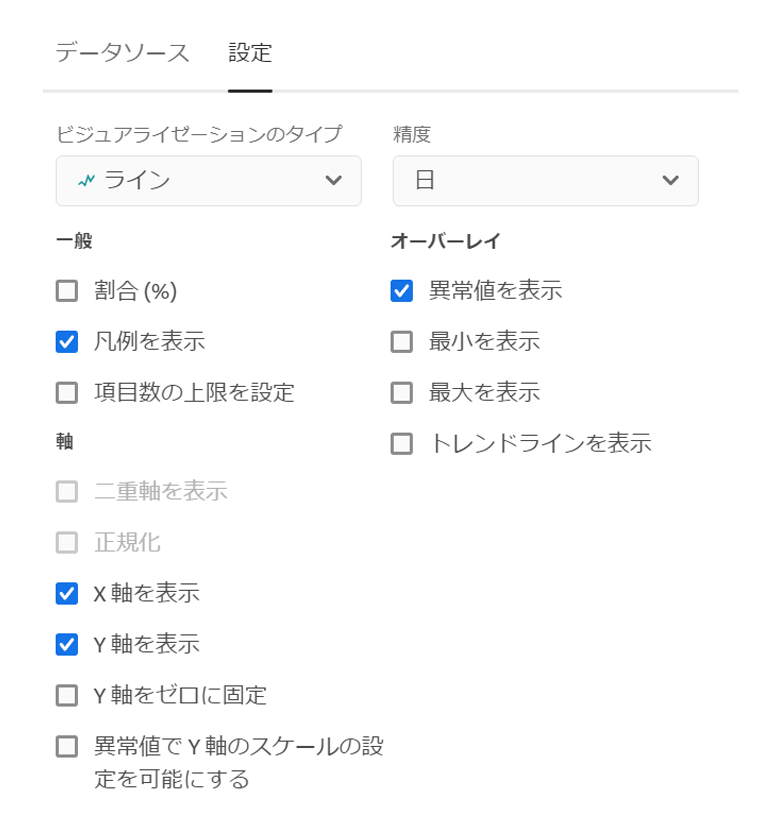 データソース 設定
ビジュアライゼーションのタイプ
ライン
精度
日
一般
割合 (%)
凡例を表示
項目数の上限を設定
軸
二重軸を表示
正規化
X 軸を表示
Y 軸を表示
Y 軸をゼロに固定
異常値で Y 軸のスケールの設
定を可能にする
オーバーレイ
異常値を表示
最小を表示
最大を表示
トレンドラインを表示